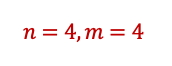 n = 4, m = 4